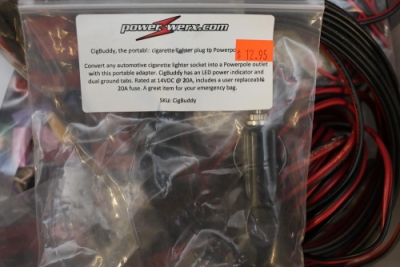 powerwerx.com
$ 12.95
CigBuddy, the portable cigarette lighter plug to
Convert any automotive cigarette lighter socket into a Powerpole outlet
with this portable adapter. CigBuddy has an LED power indicator and
dual ground tabs. Rated at 14VDC @ 20A, includes a user replaceable
20A fuse. A great item for your emergency bag.
SKU: CigBuddy